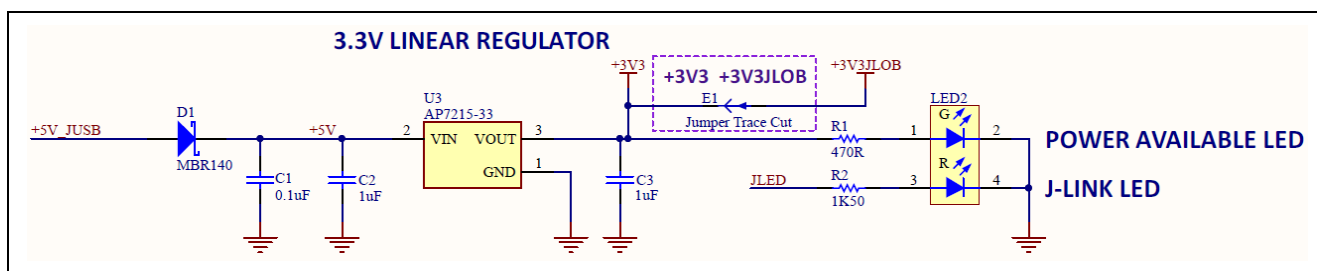 3.3V LINEAR REGULATOR
+3V3
+3V3 +3V3JLOB
+3V3JLOB
E1
Jumper Trace Cut
D1
+5V_JUSB
MBR140
+5V
U3
AP7215-33
2
VIN
VOUT
3
GND
1
C1
0.1uF
C2
1uF
C3
1uF
R1
470R
JLED
R2
1K50
LED2
1
G
2
POWER AVAILABLE LED
3
R
4
J-LINK LED